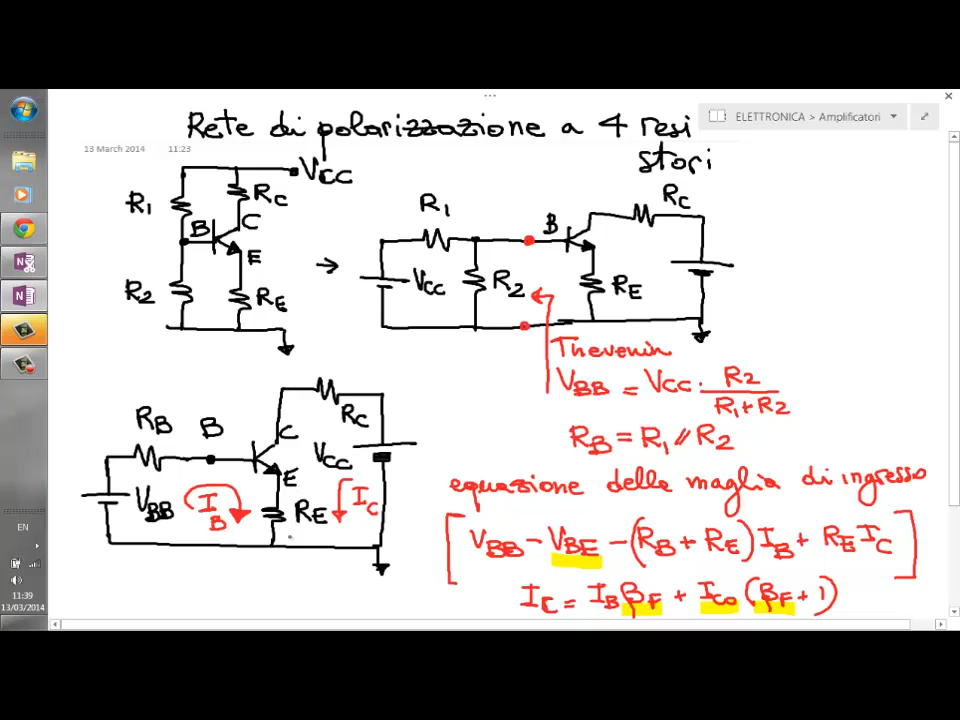 Rete di polarizzazione a 4 resi
stori
ELETTRONICA > Amplificatori
13 March 2014 11:23
VCC
R1
RC
B
C
E
R2
RE
→
R1
VCC
R2
B
RC
RE
Thevenin
VBB = VCC · R2
R1+R2
RB = R1 // R2
RB
B
C
E
RC
VCC
VBB
IB
RE
IC
equazione della maglia di ingresso
[VBB - VBE - (RB + RE) IB + RE IC]
IC = IB βF + ICO (βF + 1)
EN
11:39
13/03/2014